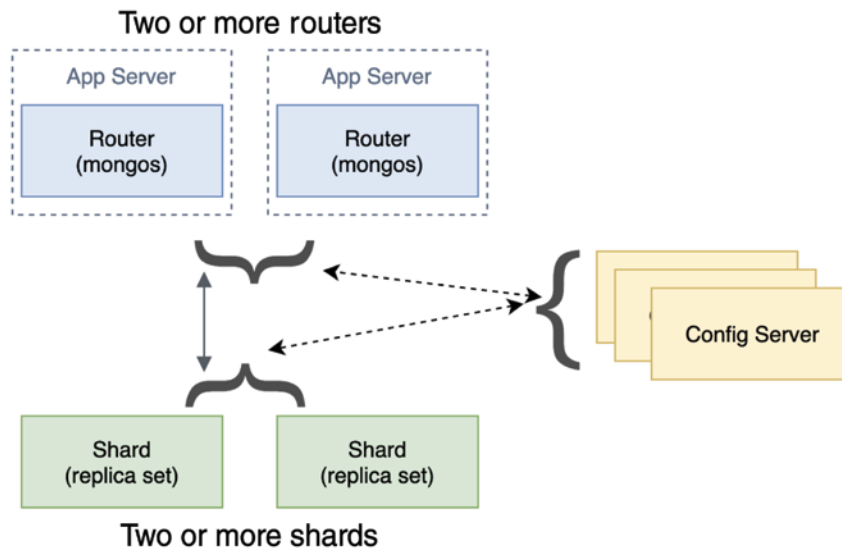 Two or more routers
App Server
App Server
Router
(mongos)
Router
(mongos)
Config Server
Shard
(replica set)
Shard
(replica set)
Two or more shards